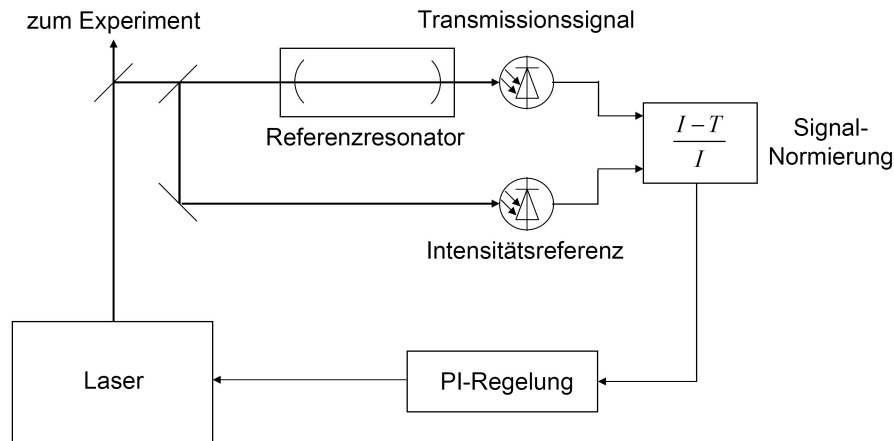 zum Experiment
Transmissionssignal
Referenzresonator
I – T
I
Signal-
Normierung
Intensitätsreferenz
Laser
PI-Regelung